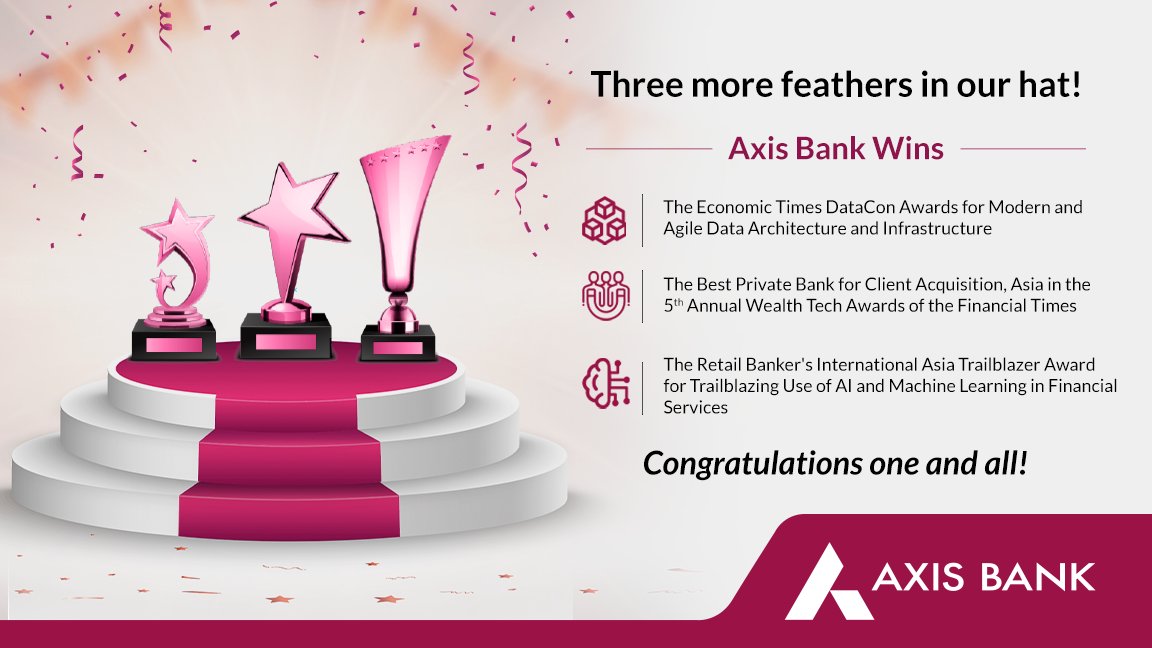 Three more feathers in our hat!
Axis Bank Wins
The Economic Times DataCon Awards for Modern and
Agile Data Architecture and Infrastructure
The Best Private Bank for Client Acquisition, Asia in the
5th Annual Wealth Tech Awards of the Financial Times
The Retail Banker's International Asia Trailblazer Award
for Trailblazing Use of AI and Machine Learning in Financial
Services
Congratulations one and all!
AXIS BANK